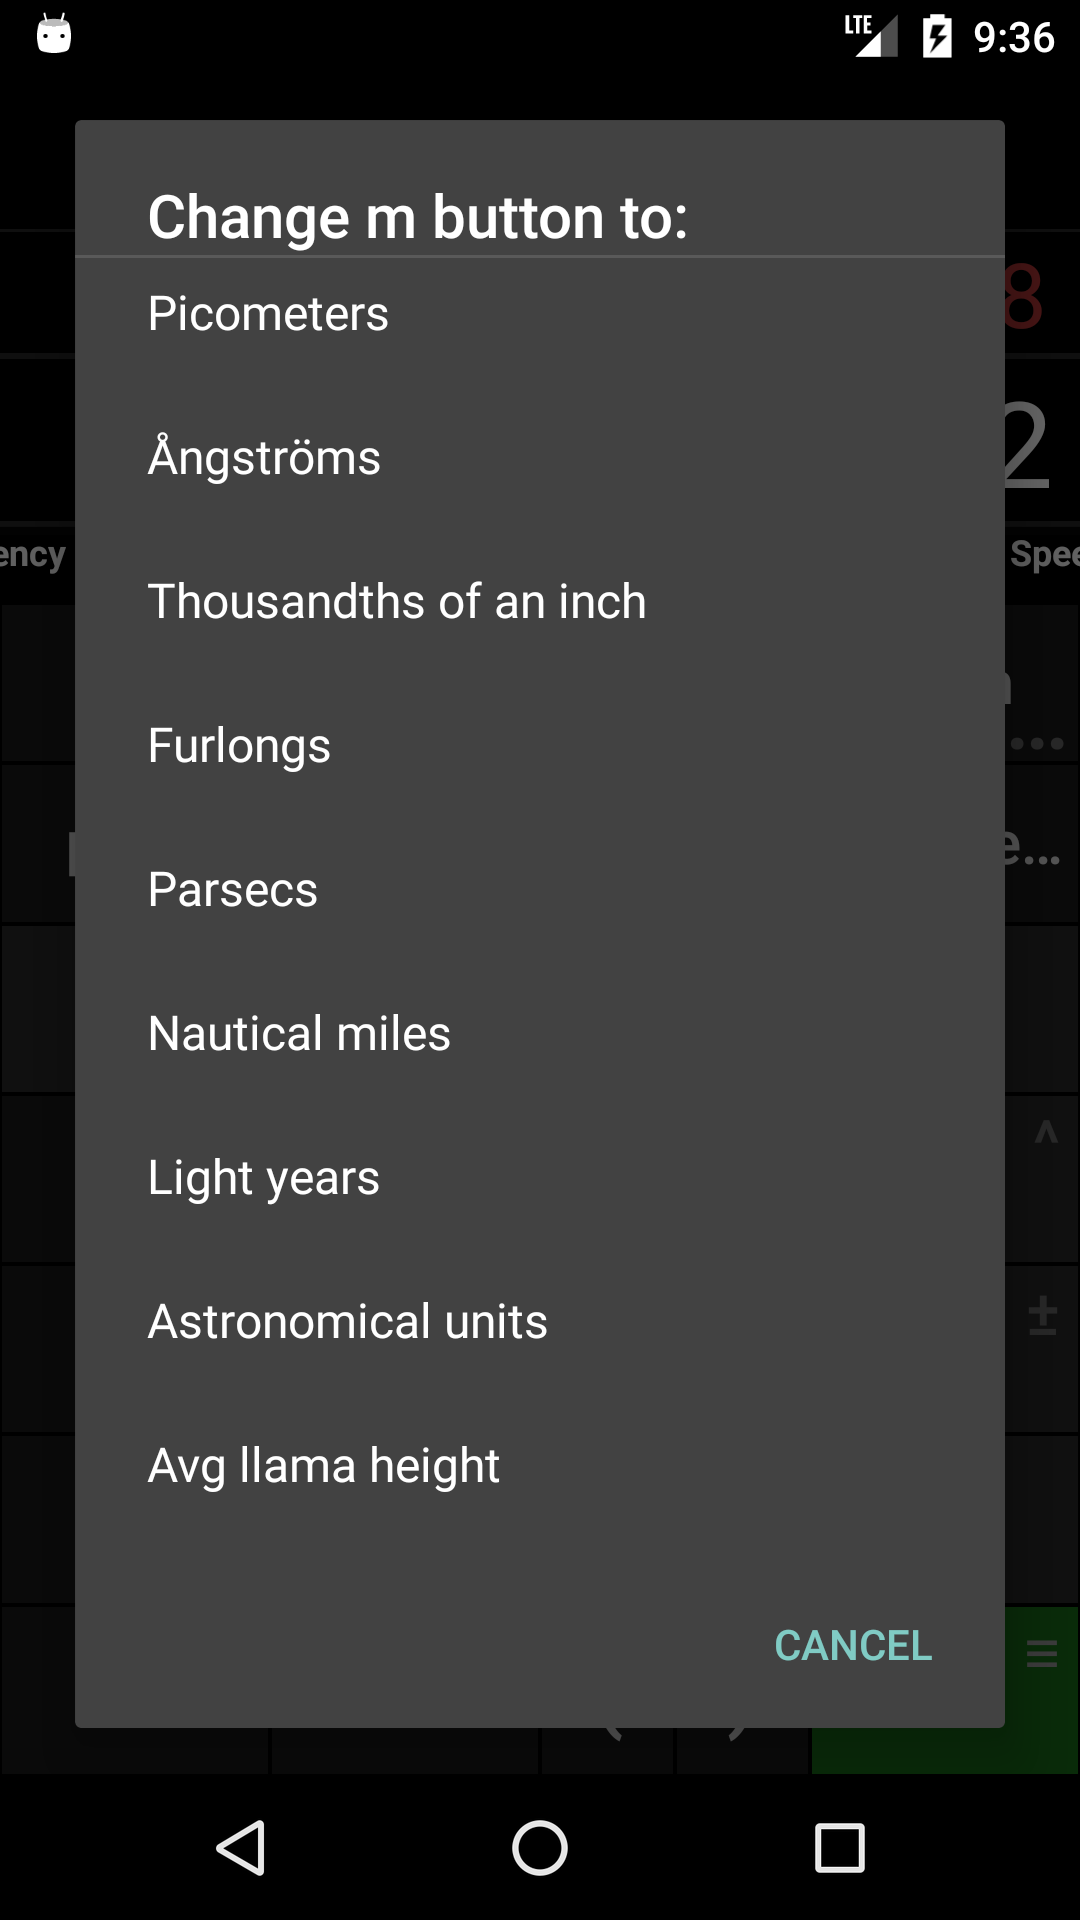 LTE 9:36
Change m button to:
8
Picometers
2
Ångströms
ency
Spee
Thousandths of an inch
Furlongs
e...
Parsecs
Nautical miles
^
Light years
±
Astronomical units
Avg llama height
CANCEL
( )